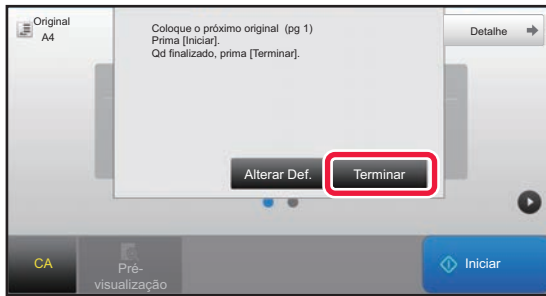 Original
A4
Coloque o próximo original (pg 1)
Prima [Iniciar].
Qd finalizado, prima [Terminar].
Detalhe
Alterar Def.
Terminar
CA
Pré-
visualização
Iniciar